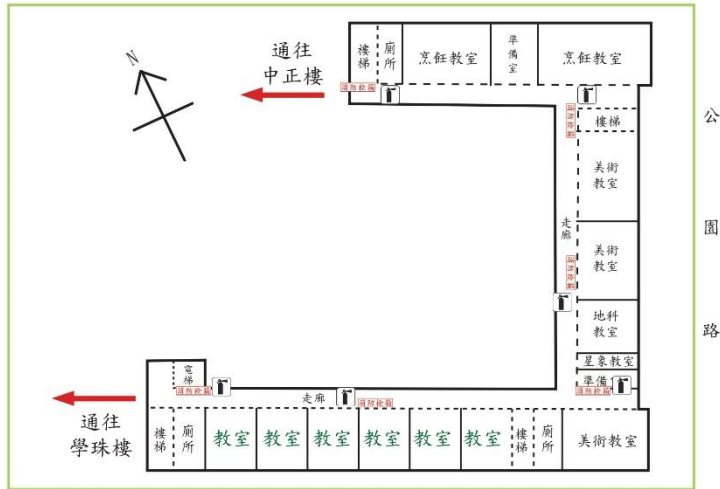 N
通往
中正樓
樓梯
廁所
烹飪教室
準備室
烹飪教室
消防栓箱
消防栓箱
樓梯
美術
教室
走廊
美術
教室
消防栓箱
地科
教室
星象教室
準備
消防栓箱
公園路
電梯
消防栓箱
走廊
消防栓箱
通往
學珠樓
樓梯
廁所
教室
教室
教室
教室
教室
教室
樓梯
廁所
美術教室